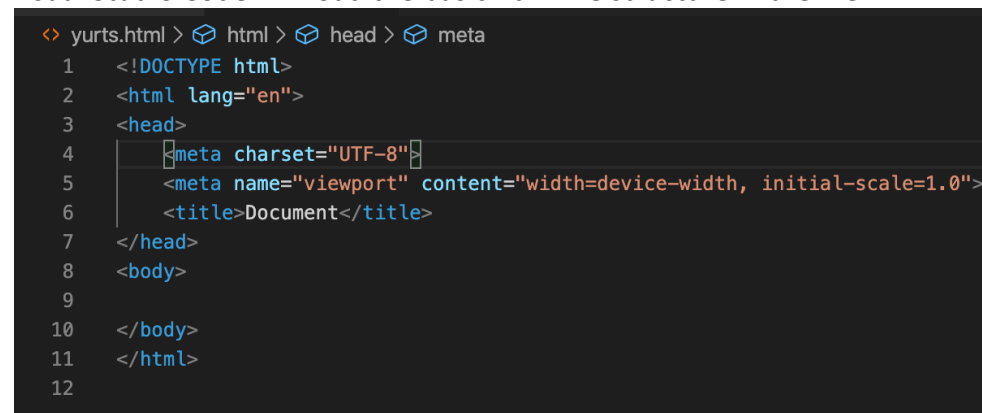 yurts.html > html > head > meta
1 <!DOCTYPE html>
2 <html lang="en">
3 <head>
4 <meta charset="UTF-8">
5 <meta name="viewport" content="width=device-width, initial-scale=1.0">
6 <title>Document</title>
7 </head>
8 <body>
9
10 </body>
11 </html>
12